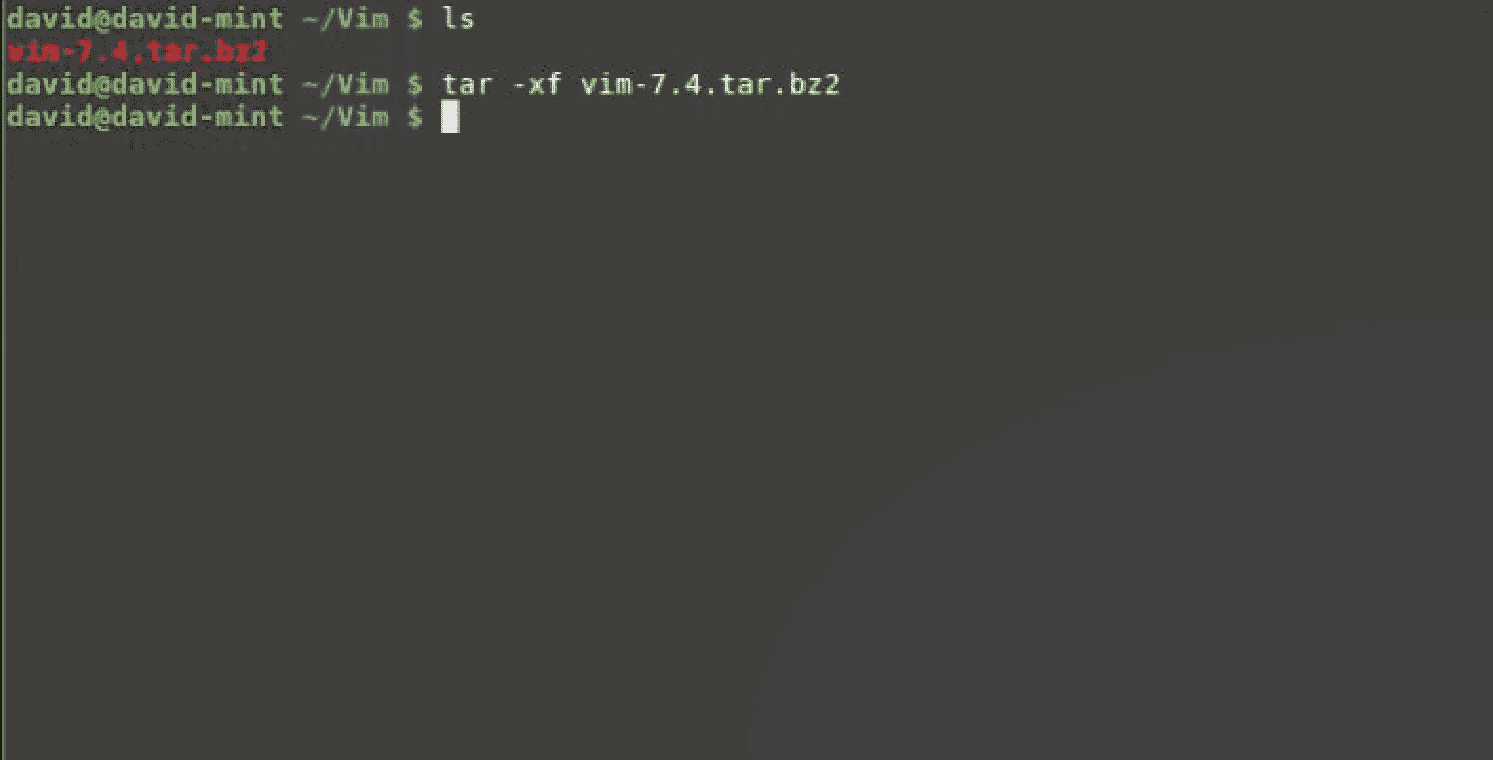 david@david-mint ~/Vim $ ls
vim-7.4.tar.bz2
david@david-mint ~/Vim $ tar -xf vim-7.4.tar.bz2
david@david-mint ~/Vim $